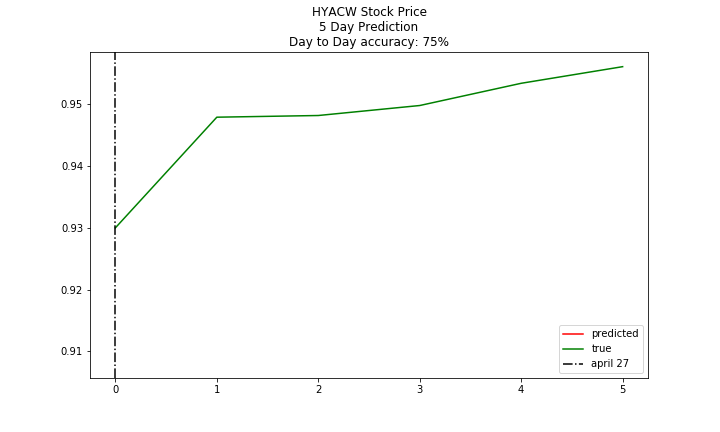 HYACW Stock Price
5 Day Prediction
Day to Day accuracy: 75%
0.95
0.94
0.93
0.92
0.91
0 1 2 3 4 5
predicted
true
april 27